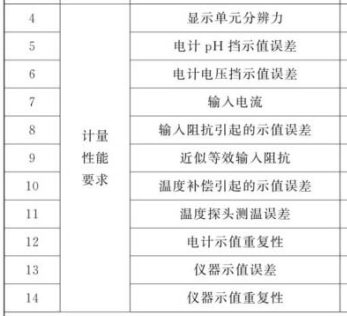 4 显示单元分辨力
5 电计 pH 挡示值误差
6 电计电压挡示值误差
7 输入电流
8 输入阻抗引起的示值误差
计量
9 近似等效输入阻抗
性能
10 温度补偿引起的示值误差
要求
11 温度探头测温误差
12 电计示值重复性
13 仪器示值误差
14 仪器示值重复性